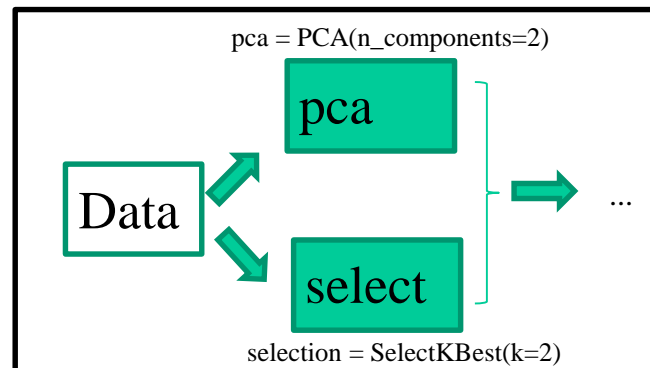 pca = PCA(n_components=2)
pca
Data
...
select
selection = SelectKBest(k=2)